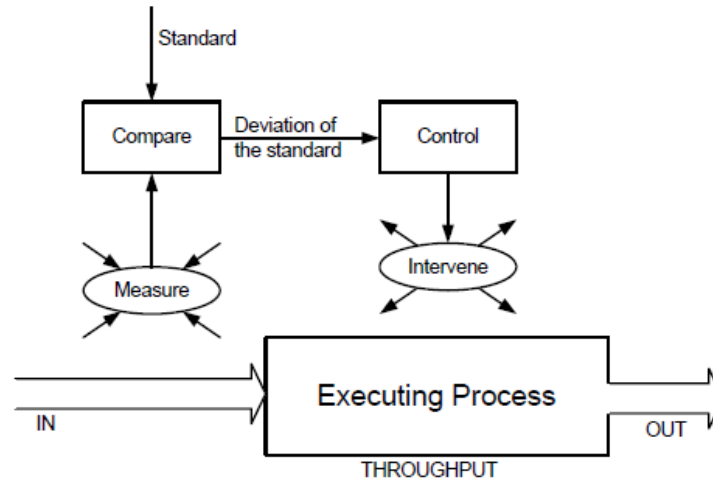 Standard
Compare
Deviation of
the standard
Control
Measure
Intervene
Executing Process
IN
OUT
THROUGHPUT